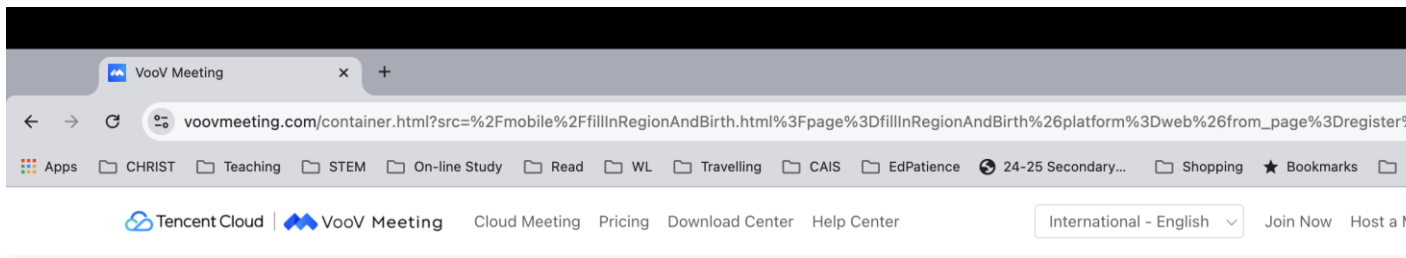 VooV Meeting
voovmeeting.com/container.html?src=%2Fmobile%2FfillInRegionAndBirth.html%3Fpage%3DfillInRegionAndBirth%26platform%3Dweb%26from_page%3Dregister%
Apps CHRIST Teaching STEM On-line Study Read WL Travelling CAIS EdPatience 24-25 Secondary... Shopping Bookmarks
Tencent Cloud VooV Meeting Cloud Meeting Pricing Download Center Help Center International - English Join Now Host a